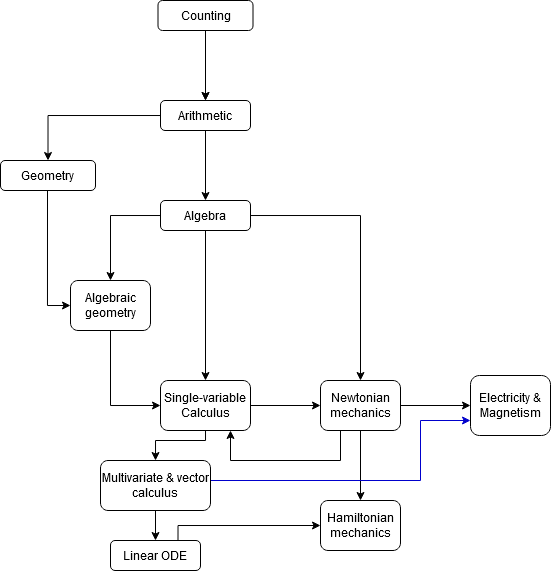 Counting
Arithmetic
Geometry
Algebra
Algebraic
geometry
Single-variable
Calculus
Newtonian
mechanics
Electricity &
Magnetism
Multivariate & vector
calculus
Hamiltonian
mechanics
Linear ODE